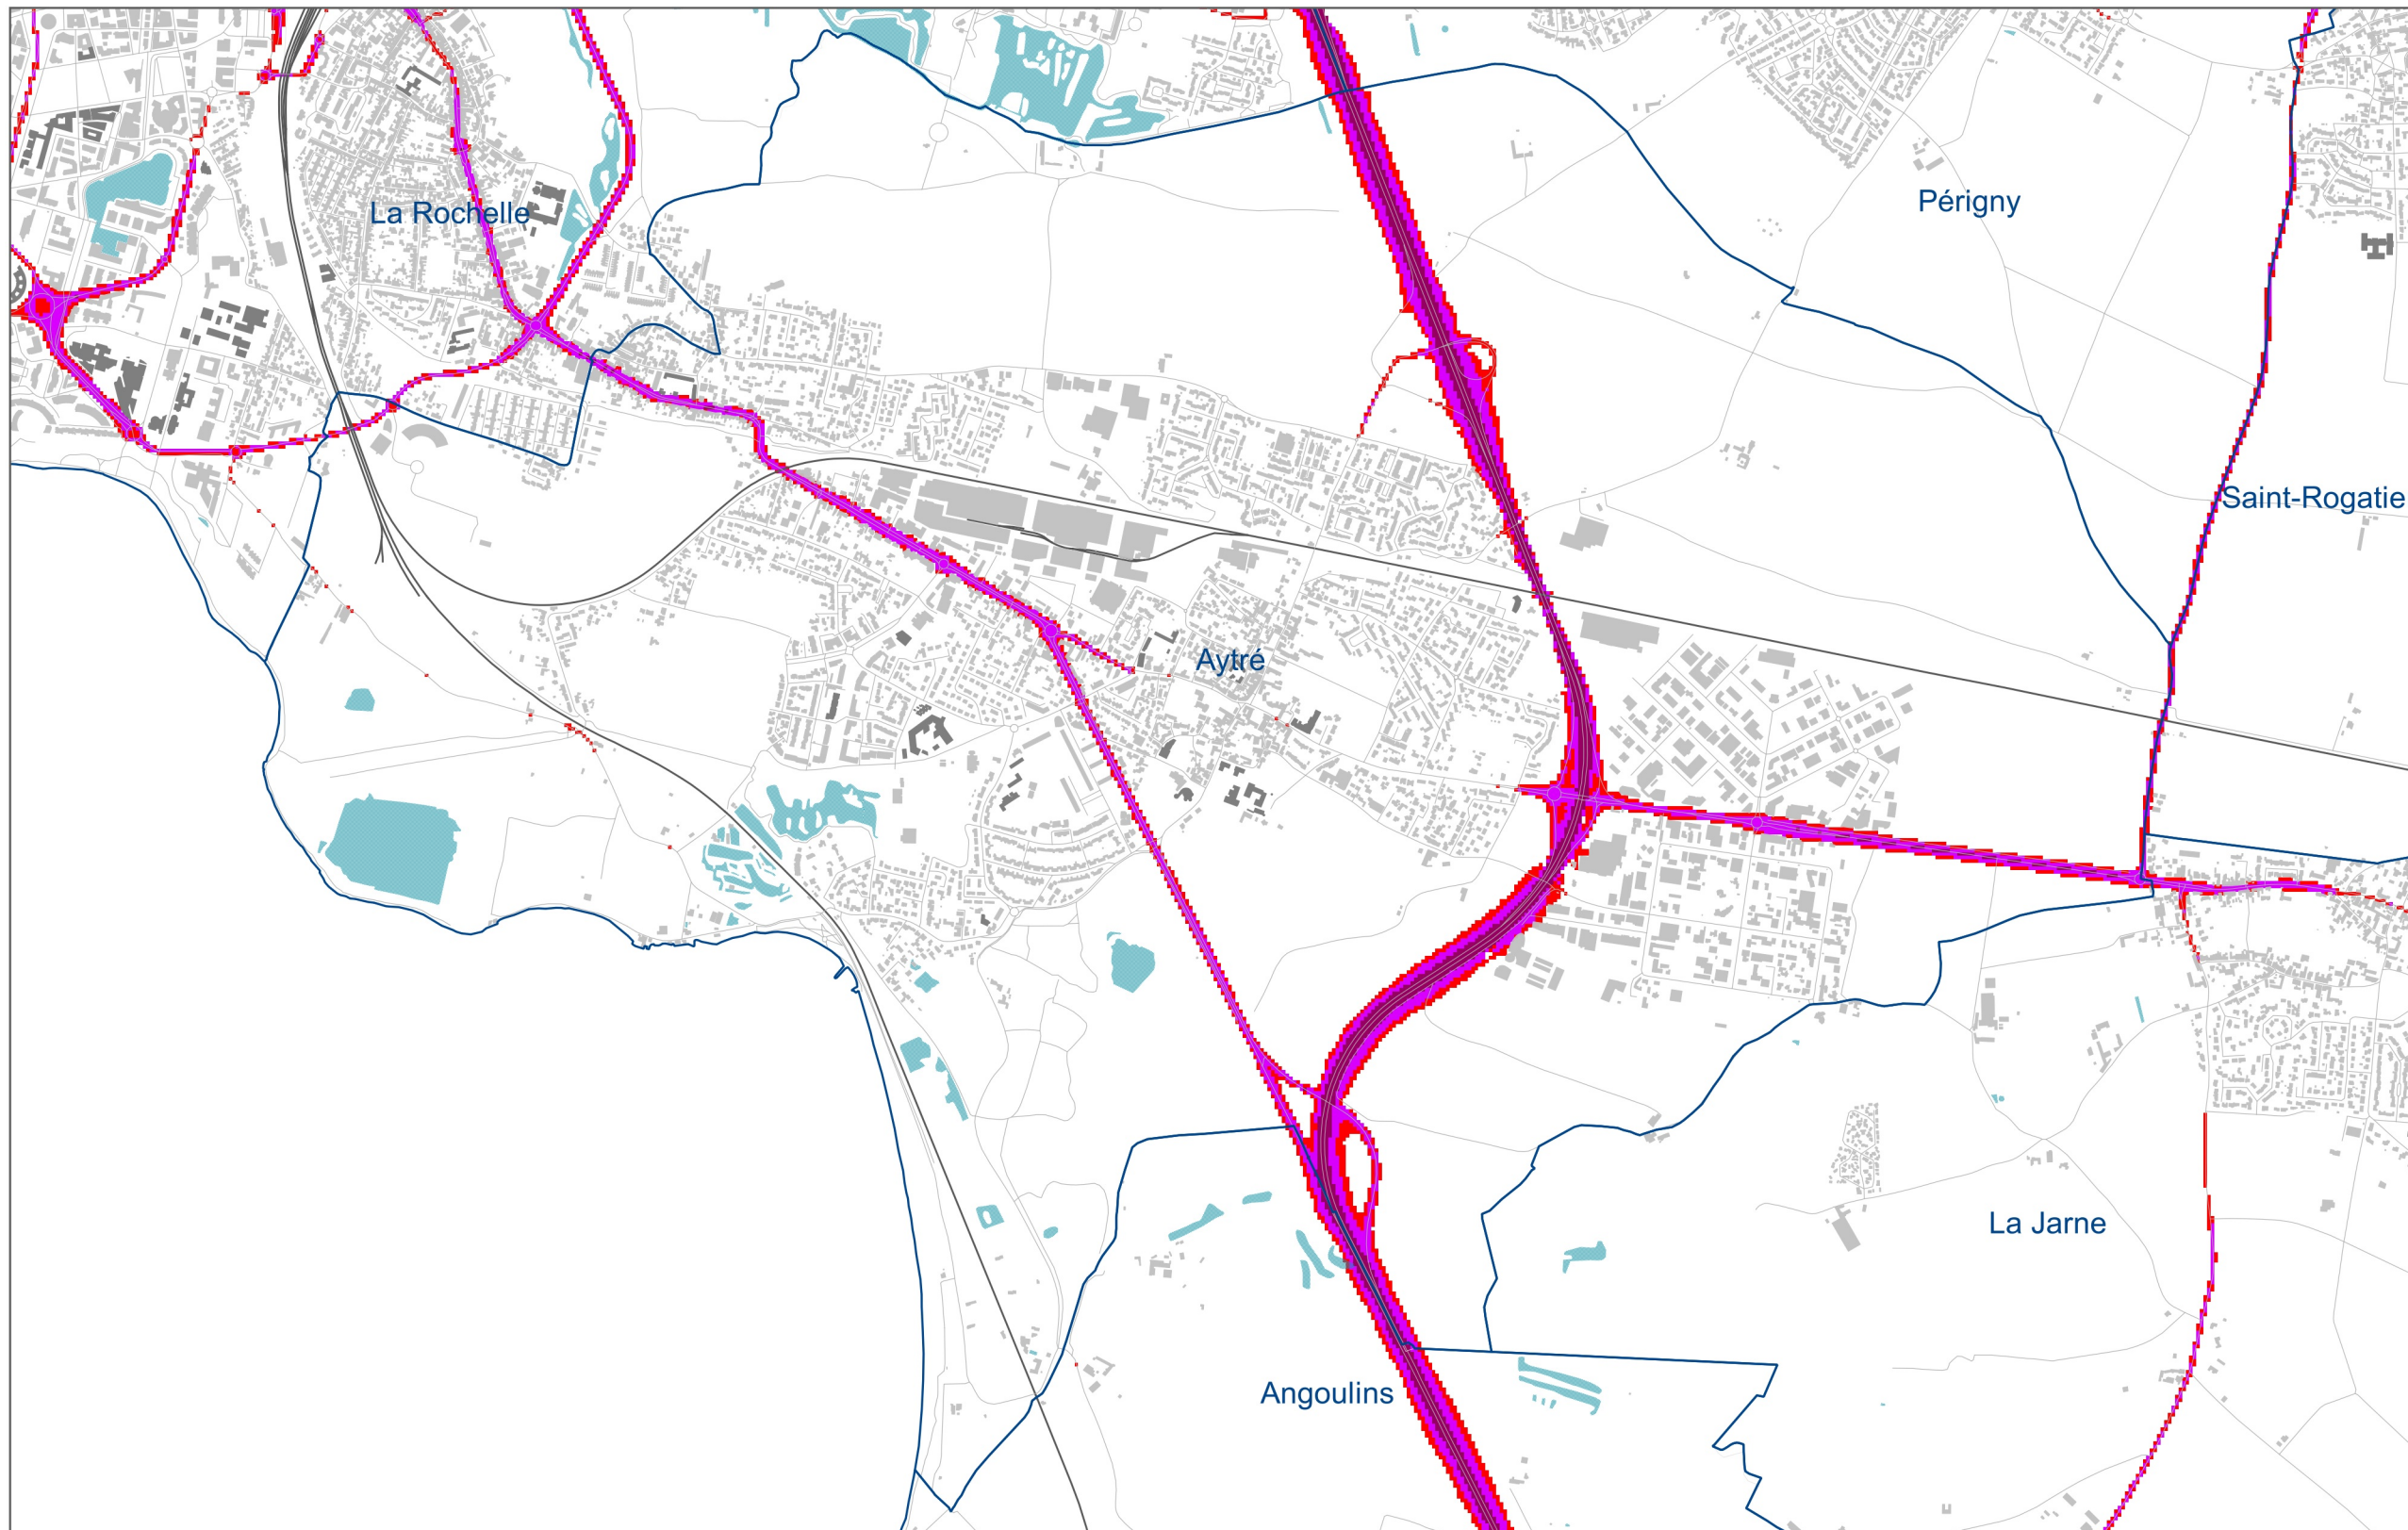 La Rochelle
Périgny
Saint-Rogatie
Aytré
La Jarne
Angoulins